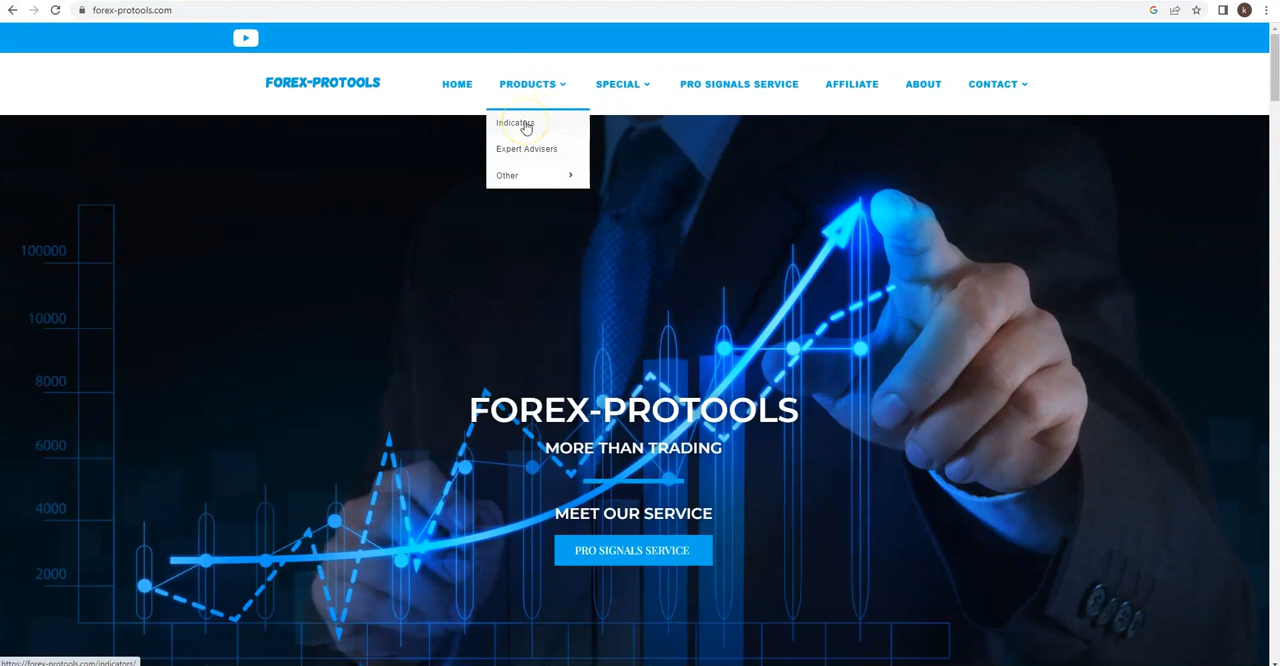 forex-protools.com
k
FOREX-PROTOOLS
HOME
PRODUCTS
SPECIAL
PRO SIGNALS SERVICE
AFFILIATE
ABOUT
CONTACT
Indicators
Expert Advisers
Other
100000
10000
8000
6000
4000
2000
FOREX-PROTOOLS
MORE THAN TRADING
MEET OUR SERVICE
PRO SIGNALS SERVICE
https://forex-protools.com/indicators/